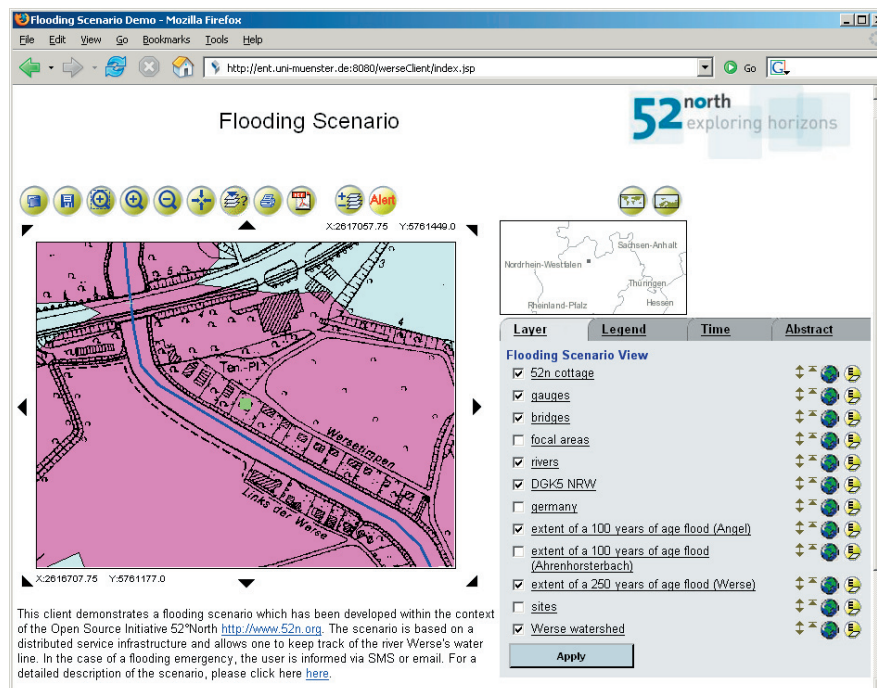 Flooding Scenario Demo - Mozilla Firefox
File Edit View Go Bookmarks Tools Help
http://ent.uni-muenster.de:8080/werseClient/index.jsp
Go
G
Flooding Scenario
52 north
exploring horizons
? PDF Alert
X:2617057.75 Y:5761449.0
3
4
Ten.-Pl.
Wersetimpen
Links der Werse
X:2616707.75 Y:5761177.0
Sachsen-Anhalt
Nordrhein-Westfalen
Thüringen
Rheinland-Pfalz
Hessen
Layer Legend Time Abstract
Flooding Scenario View
52n cottage
gauges
bridges
focal areas
rivers
DGK5 NRW
germany
extent of a 100 years of age flood (Angel)
extent of a 100 years of age flood
(Ahrenhorsterbach)
extent of a 250 years of age flood (Werse)
sites
Werse watershed
Apply
This client demonstrates a flooding scenario which has been developed within the context
of the Open Source Initiative 52°North http://www.52n.org. The scenario is based on a
distributed service infrastructure and allows one to keep track of the river Werse's water
line. In the case of a flooding emergency, the user is informed via SMS or email. For a
detailed description of the scenario, please click here here.